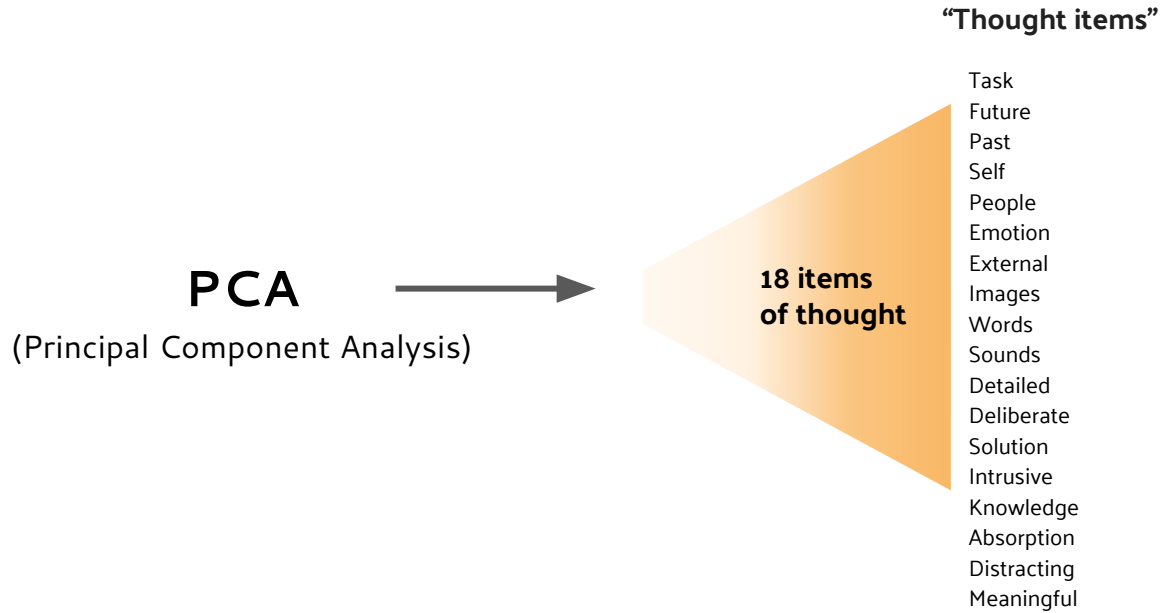 “Thought items”
Task
Future
Past
Self
People
Emotion
External
Images
Words
Sounds
Detailed
Deliberate
Solution
Intrusive
Knowledge
Absorption
Distracting
Meaningful
PCA
(Principal Component Analysis)
18 items
of thought